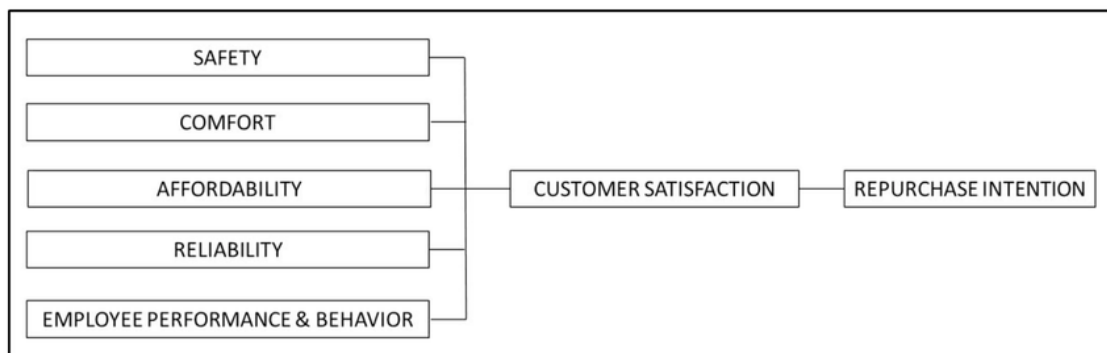 SAFETY
COMFORT
AFFORDABILITY
CUSTOMER SATISFACTION
REPURCHASE INTENTION
RELIABILITY
EMPLOYEE PERFORMANCE & BEHAVIOR